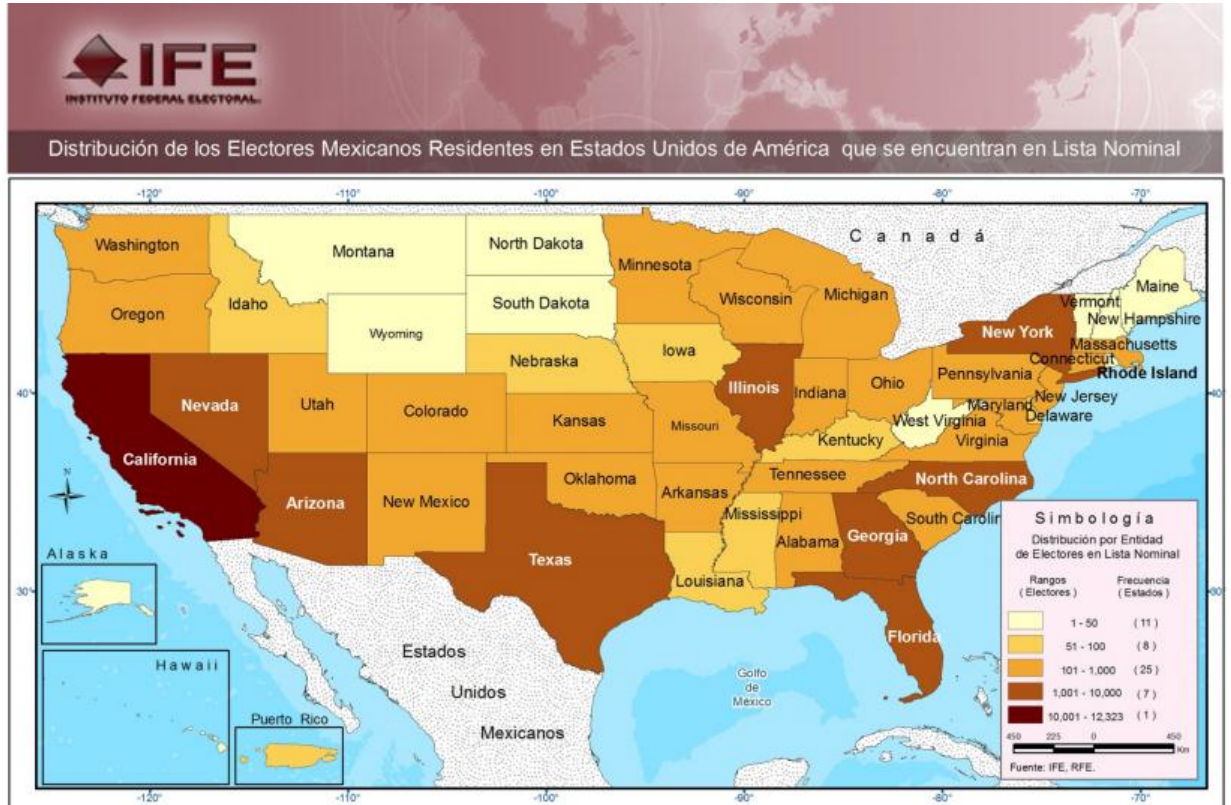 IFE
INSTITUTO FEDERAL ELECTORAL.
Distribución de los Electores Mexicanos Residentes en Estados Unidos de América que se encuentran en Lista Nominal
-120° -110° -100° -90° -80° -70°
Canadá
Washington
Montana
North Dakota
Minnesota
Maine
Vermont
Oregon
Idaho
South Dakota
Wisconsin
Michigan
New York
New Hampshire
Wyoming
Massachusetts
Nebraska
Iowa
Connecticut
Rhode Island
40°
Nevada
Utah
Colorado
Kansas
Missouri
Illinois
Indiana
Ohio
Pennsylvania
New Jersey
Maryland
Delaware
West Virginia
Virginia
Kentucky
California
N
Arizona
New Mexico
Oklahoma
Arkansas
Tennessee
North Carolina
Mississippi
Alabama
Georgia
South Carolin
Texas
Louisiana
Florida
Alaska
30°
Hawaii
Puerto Rico
Estados
Unidos
Mexicanos
Golfo
de
México
Simbología
Distribución por Entidad
de Electores en Lista Nominal
Rangos Frecuencia
(Electores) (Estados)
1 - 50 (11)
51 - 100 (8)
101 - 1,000 (25)
1,001 - 10,000 (7)
10,001 - 12,323 (1)
450 225 0 450
Km
Fuente: IFE, RFE.
-120° -110° -100° -90° -80° -70°